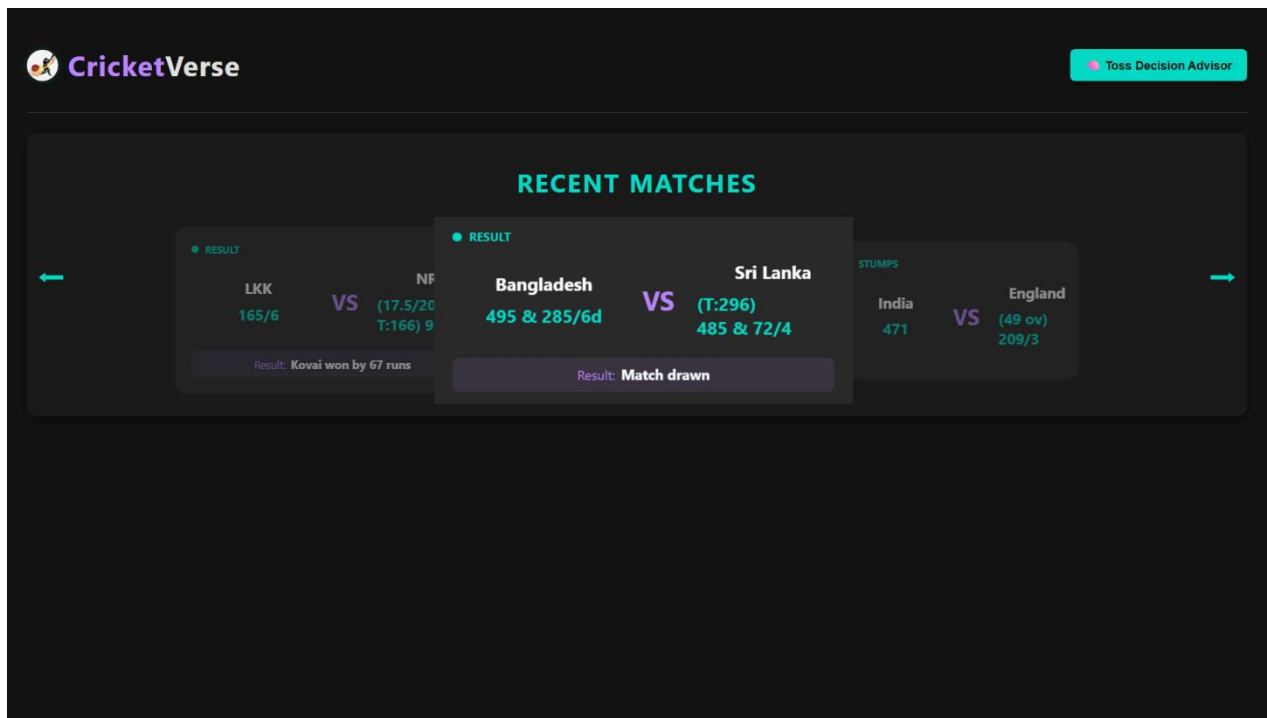 CricketVerse
Toss Decision Advisor
RECENT MATCHES
RESULT
LKK
165/6
VS
(17.5/20
T:166) 9
Result: Kovai won by 67 runs
RESULT
Bangladesh
495 & 285/6d
VS
Sri Lanka
(T:296)
485 & 72/4
Result: Match drawn
STUMPS
India
471
VS
England
(49 ov)
209/3